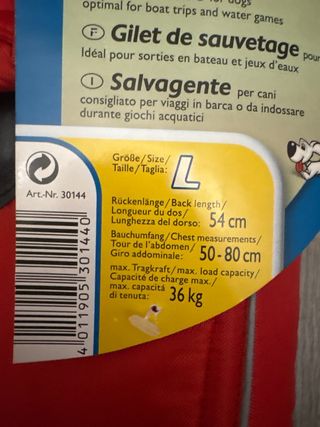 for dogs
optimal for boat trips and water games
F Gilet de sauvetage pour
Idéal pour sorties en bateau et jeux d'eaux
I Salvagente per cani
consigliato per viaggi in barca o da indossare
durante giochi acquatici
Größe/Size/
Taille/Taglia: L
Art.-Nr. 30144
Rückenlänge/Back length/
Longueur du dos/
Lunghezza del dorso: 54 cm
Bauchumfang/Chest measurements/
Tour de l'abdomen/
Giro addominale: 50-80 cm
max. Tragkraft/max. load capacity/
Capacité de charge max./
max. capacitá
di tenuta: 36 kg
4 011905 301440